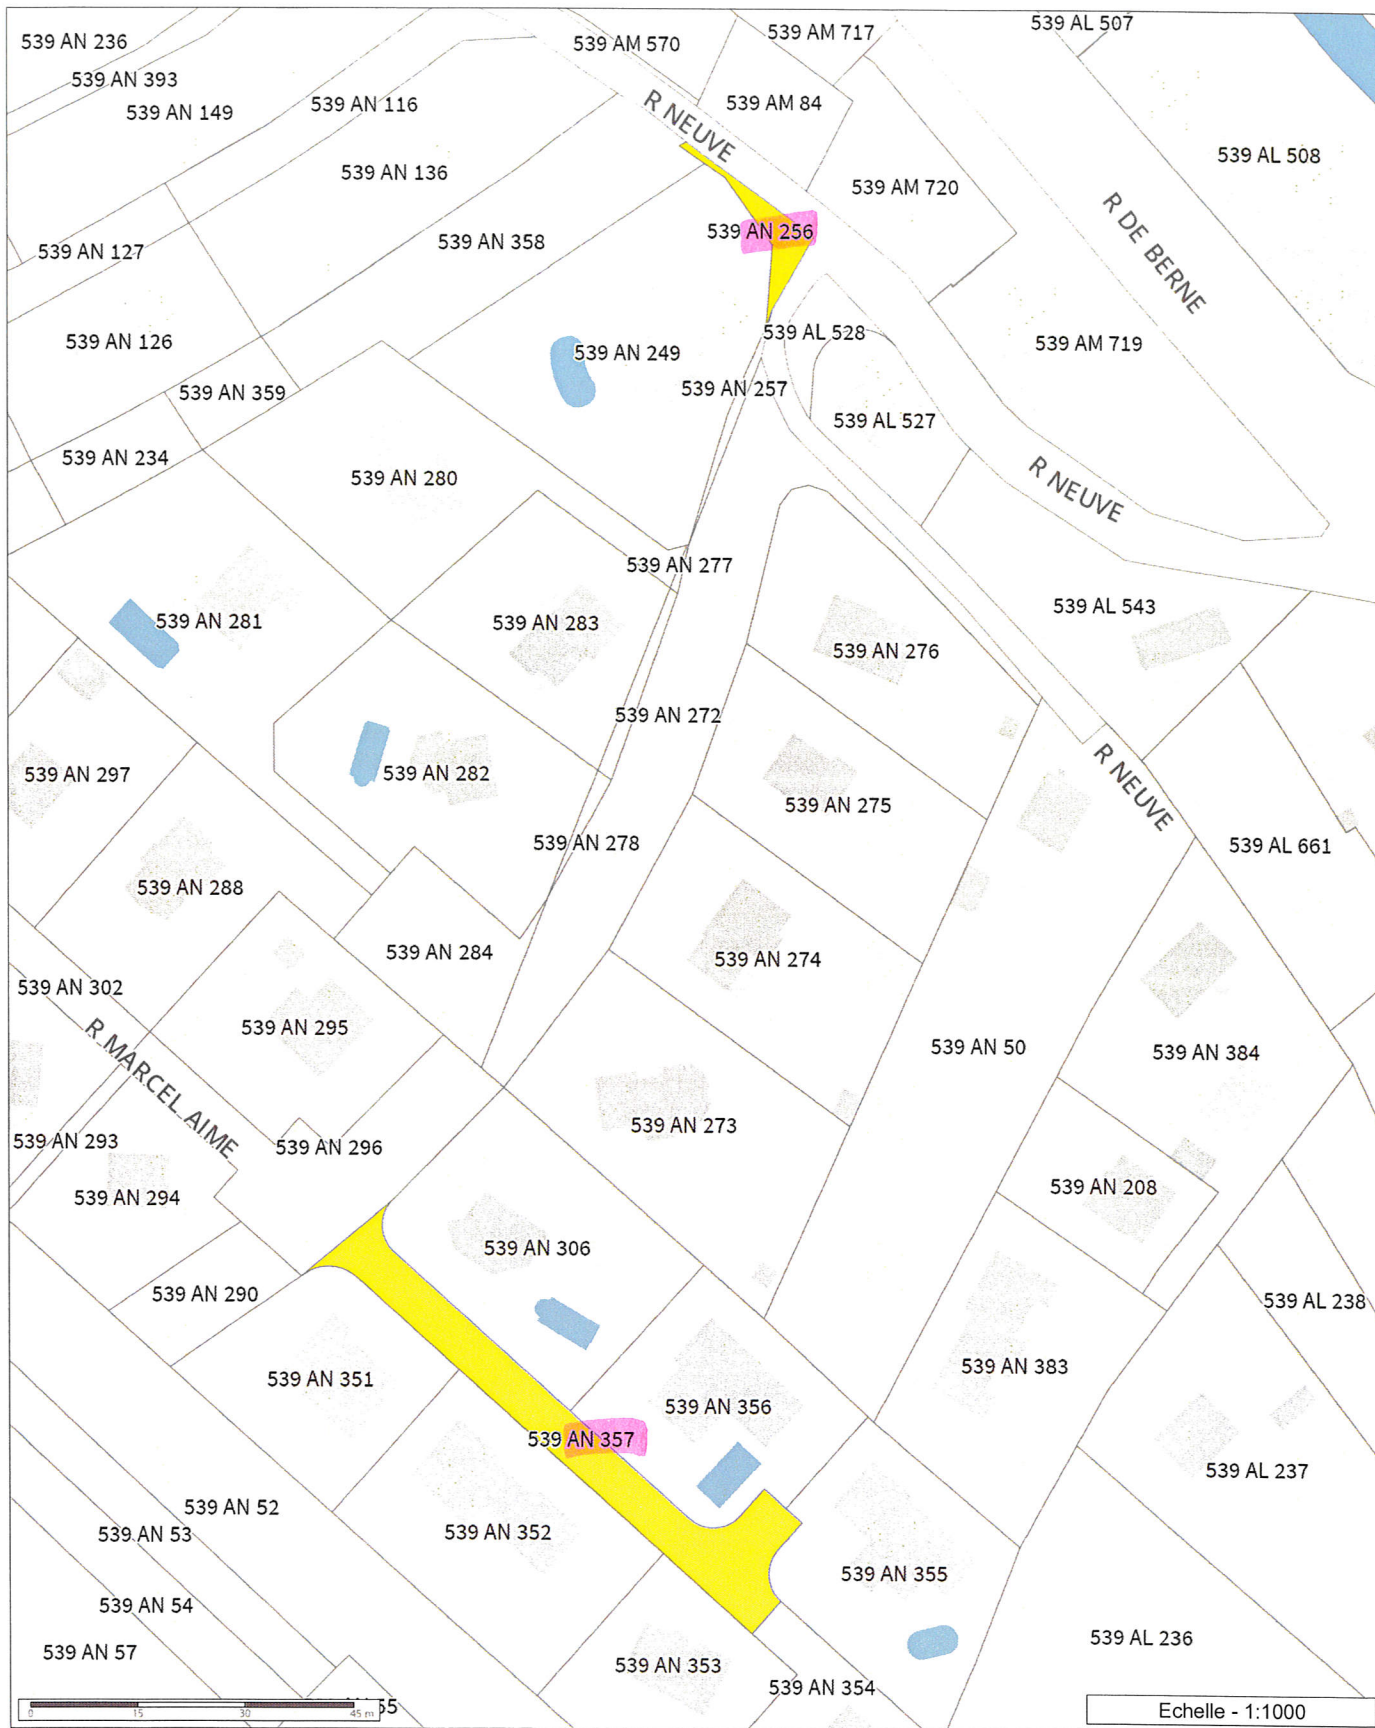 539 AN 236
539 AM 570
539 AM 717
539 AL 507
539 AN 393
539 AN 149
539 AN 116
539 AM 84
R NEUVE
539 AN 136
539 AL 508
539 AM 720
R DE BERNE
539 AN 127
539 AN 358
539 AN 256
539 AN 126
539 AN 249
539 AL 528
539 AM 719
539 AN 359
539 AN 257
539 AL 527
539 AN 234
539 AN 280
R NEUVE
539 AN 277
539 AN 281
539 AN 283
539 AL 543
539 AN 276
539 AN 272
539 AN 297
539 AN 282
R NEUVE
539 AN 275
539 AN 278
539 AL 661
539 AN 288
539 AN 284
539 AN 274
539 AN 302
539 AN 295
539 AN 50
539 AN 384
R MARCEL AIME
539 AN 293
539 AN 296
539 AN 273
539 AN 294
539 AN 208
539 AN 306
539 AN 290
539 AL 238
539 AN 351
539 AN 383
539 AN 356
539 AN 357
539 AL 237
539 AN 52
539 AN 53
539 AN 352
539 AN 355
539 AN 54
539 AN 57
539 AL 236
539 AN 353
539 AN 354
55
0 15 30 45 m
Echelle - 1:1000